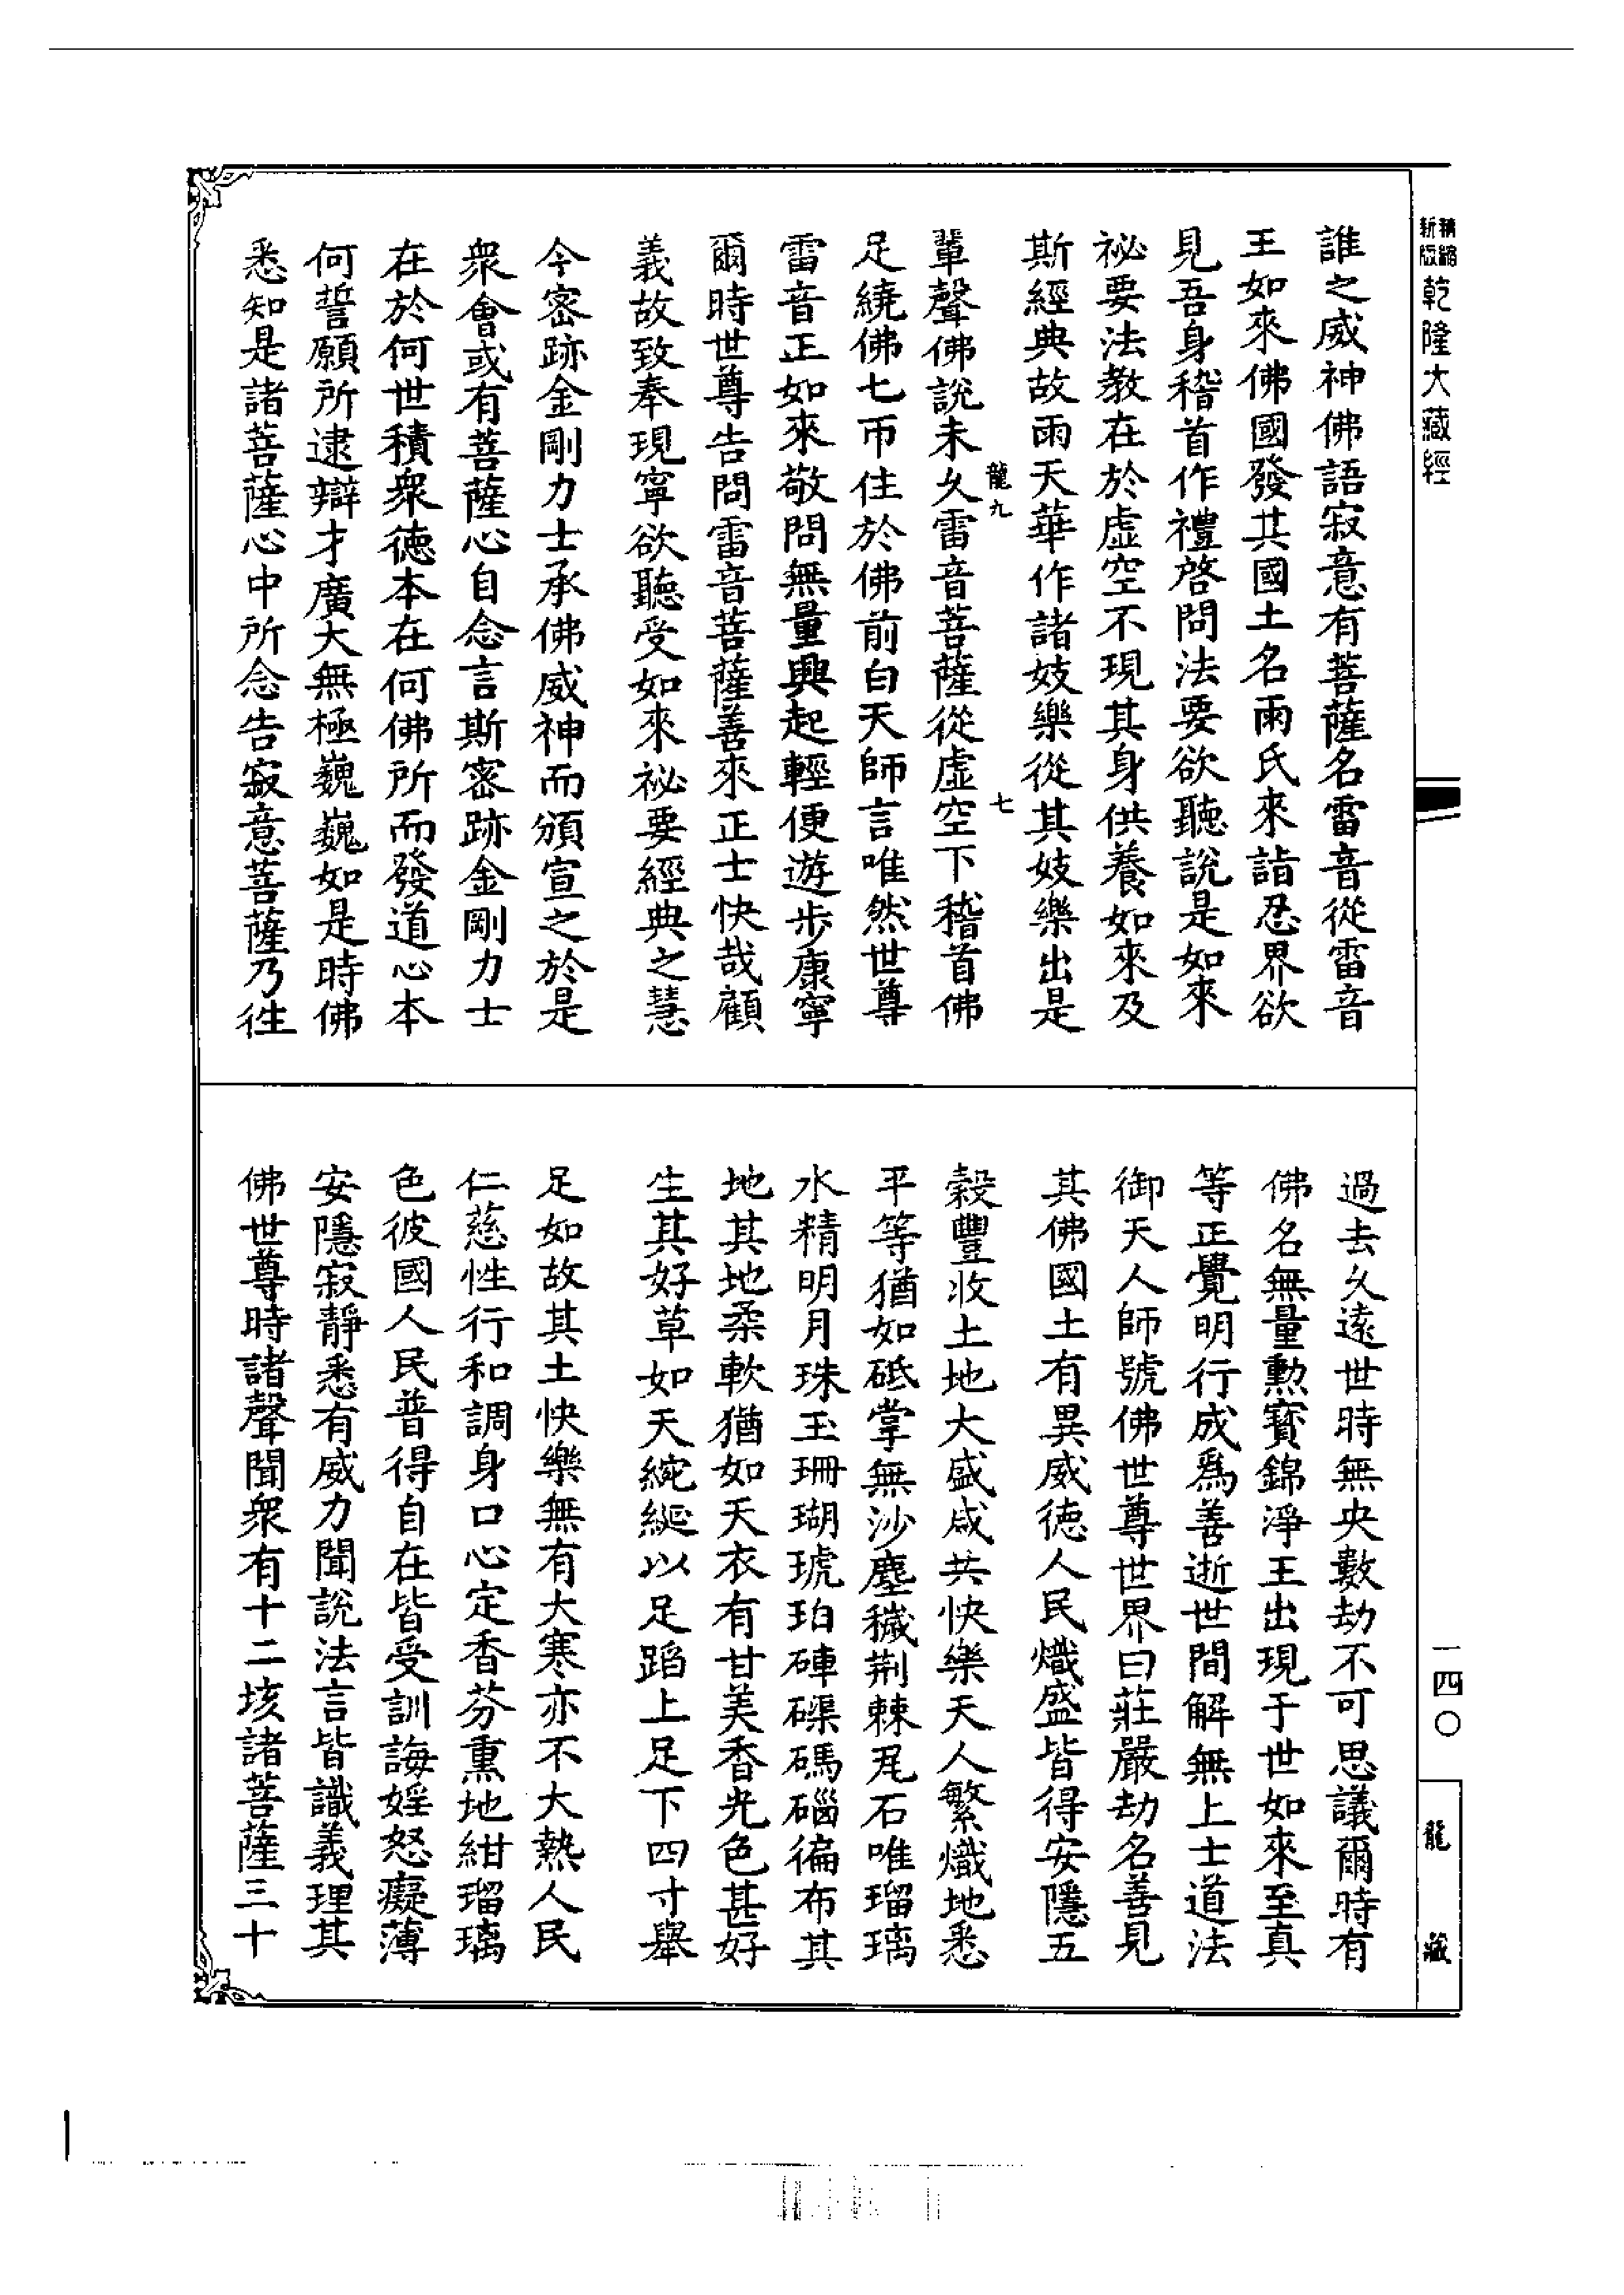 新版精縮
乾隆大藏經
誰之威神佛語寂意有菩薩名雷音從雷音
王如來佛國發其國土名雨氏來詣忍界欲
見吾身稽首作禮啓問法要欲聽說是如來
祕要法教在於虛空不現其身供養如來及
斯經典故雨天華作諸妓樂從其妓樂出是
龍九
七
輩聲佛說未久雷音菩薩從虛空下稽首佛
足繞佛七帀住於佛前白天師言唯然世尊
雷音正如來敬問無量興起輕便遊步康寧
爾時世尊告問雷音菩薩善來正士快哉顧
義故致奉現寧欲聽受如來祕要經典之慧
今密跡金剛力士承佛威神而頒宣之於是
衆會或有菩薩心自念言斯密跡金剛力士
在於何世積衆徳本在何佛所而發道心本
何誓願所逮辯才廣大無極巍巍如是時佛
悉知是諸菩薩心中所念告寂意菩薩乃徃
過去久遠世時無央數劫不可思議爾時有
佛名無量勲寳錦淨王出現于世如來至真
等正覺明行成爲善逝世間解無上士道法
御天人師號佛世尊世界曰莊嚴劫名善見
其佛國土有異威徳人民熾盛皆得安隱五
穀豐收土地大盛咸共快樂天人繁熾地悉
平等猶如砥掌無沙塵穢荆棘瓦石唯瑠璃
水精明月珠玉珊瑚琥珀硨磲碼碯徧布其
地其地柔軟猶如天衣有甘美香光色甚好
生其好草如天綩綖以足蹈上足下四寸舉
足如故其土快樂無有大寒亦不大熱人民
仁慈性行和調身口心定香芬熏地紺瑠璃
色彼國人民普得自在皆受訓誨婬怒癡薄
安隱寂靜悉有威力聞說法言皆識義理其
佛世尊時諸聲聞衆有十二垓諸菩薩三十
一四〇
龍藏